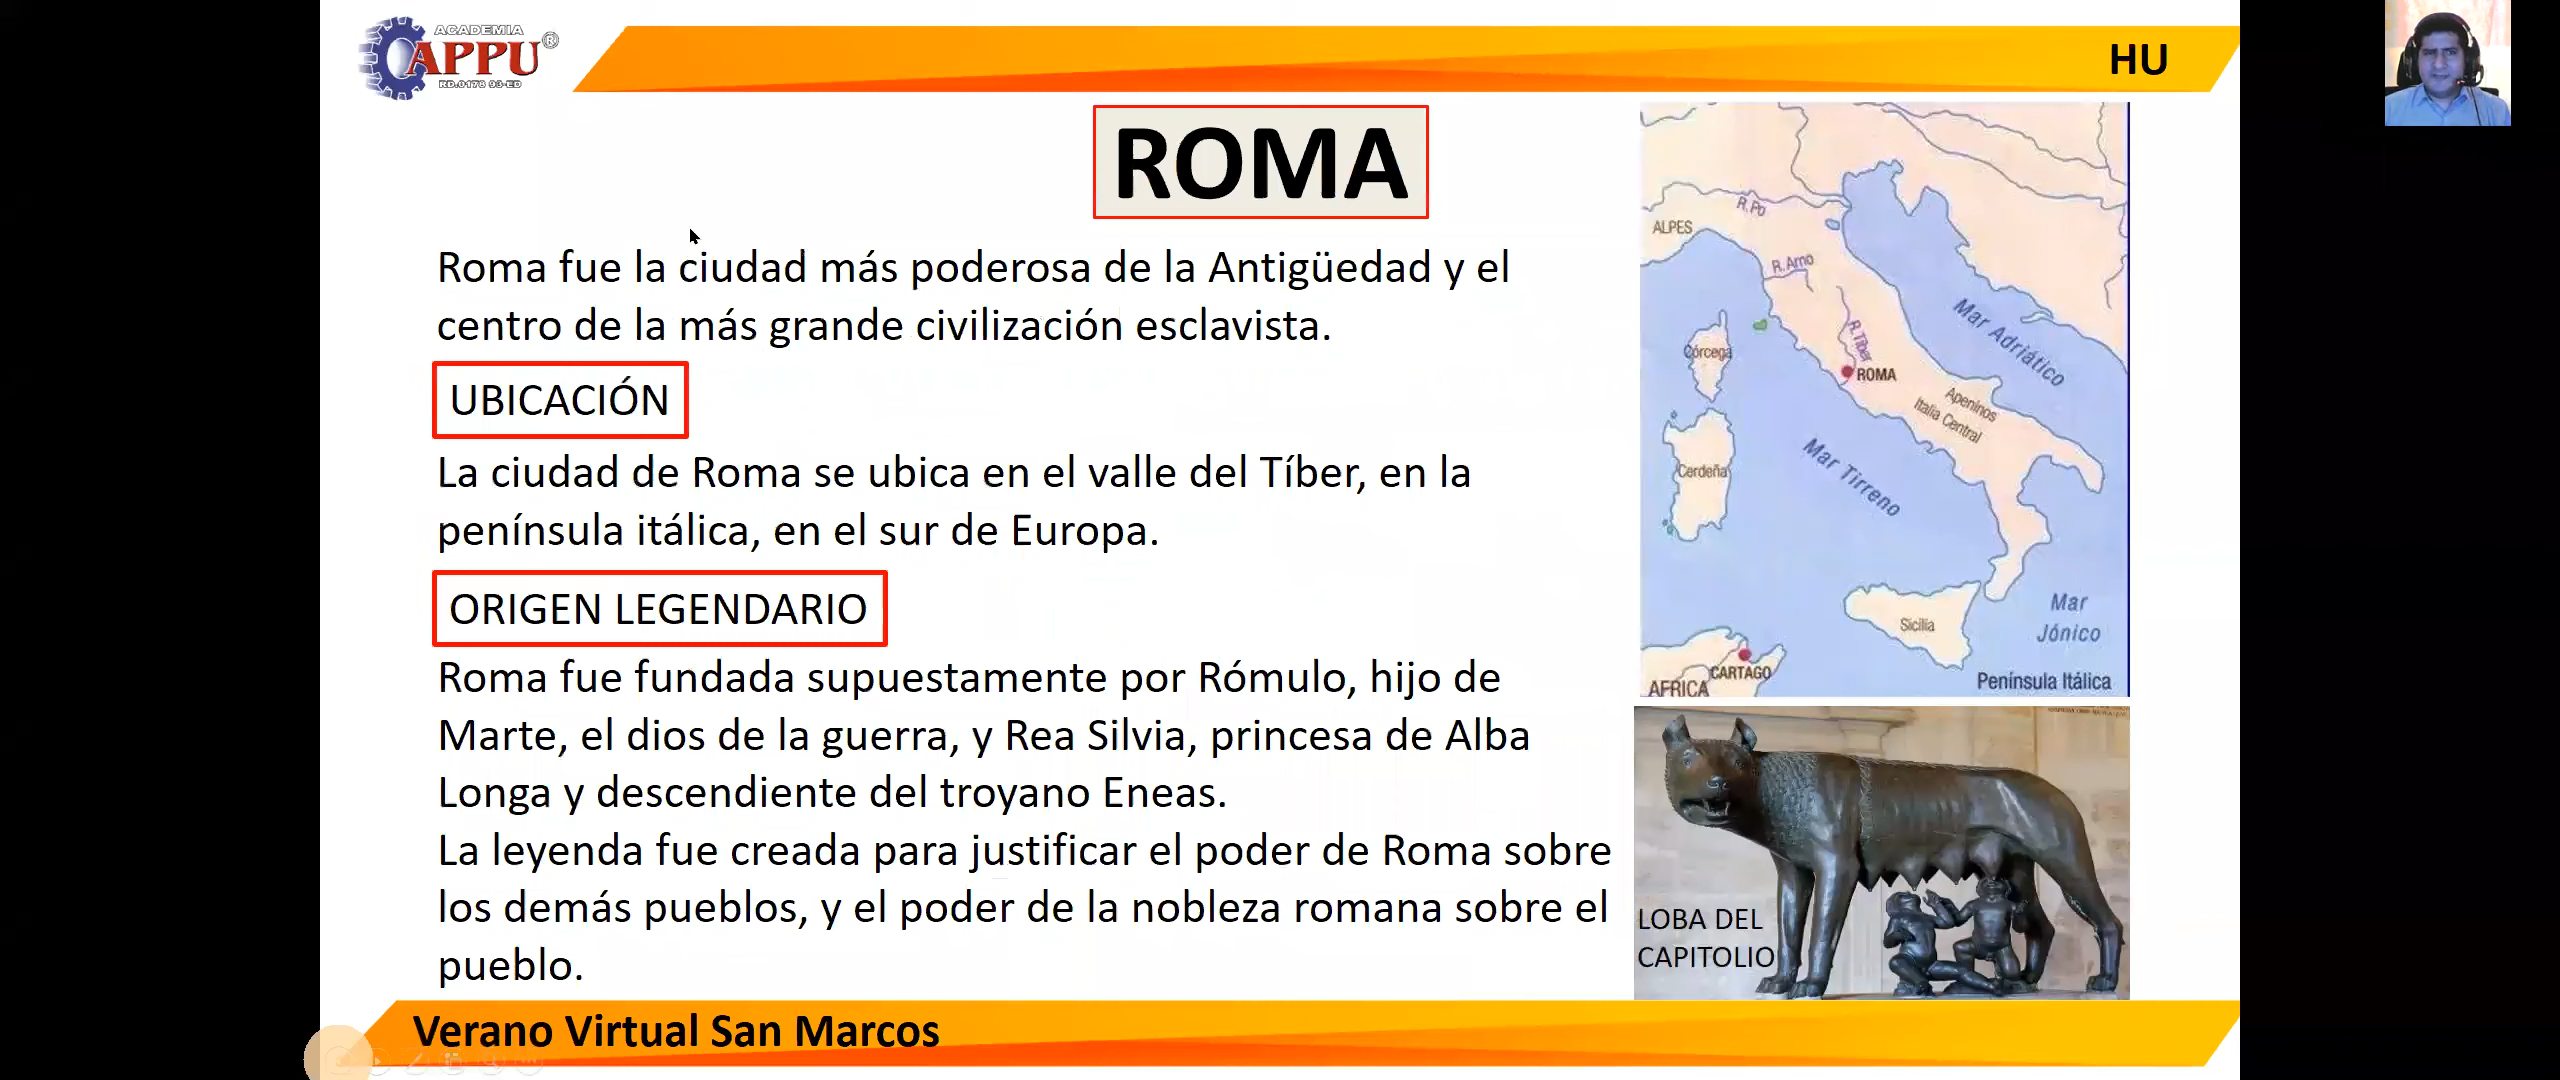 ACADEMIA
APPU®
RD.0178 93-ED
HU
ROMA
Roma fue la ciudad más poderosa de la Antigüedad y el
centro de la más grande civilización esclavista.
UBICACIÓN
La ciudad de Roma se ubica en el valle del Tíber, en la
península itálica, en el sur de Europa.
ORIGEN LEGENDARIO
Roma fue fundada supuestamente por Rómulo, hijo de
Marte, el dios de la guerra, y Rea Silvia, princesa de Alba
Longa y descendiente del troyano Eneas.
La leyenda fue creada para justificar el poder de Roma sobre
los demás pueblos, y el poder de la nobleza romana sobre el
pueblo.
R. Po
ALPES
R. Arno
Mar Adriático
R. Tíber
Córcega
ROMA
Apeninos
Italia Central
Mar Tirreno
Cerdeña
Mar
Jónico
Sicilia
CARTAGO
AFRICA
Península Itálica
LOBA DEL
CAPITOLIO
Verano Virtual San Marcos